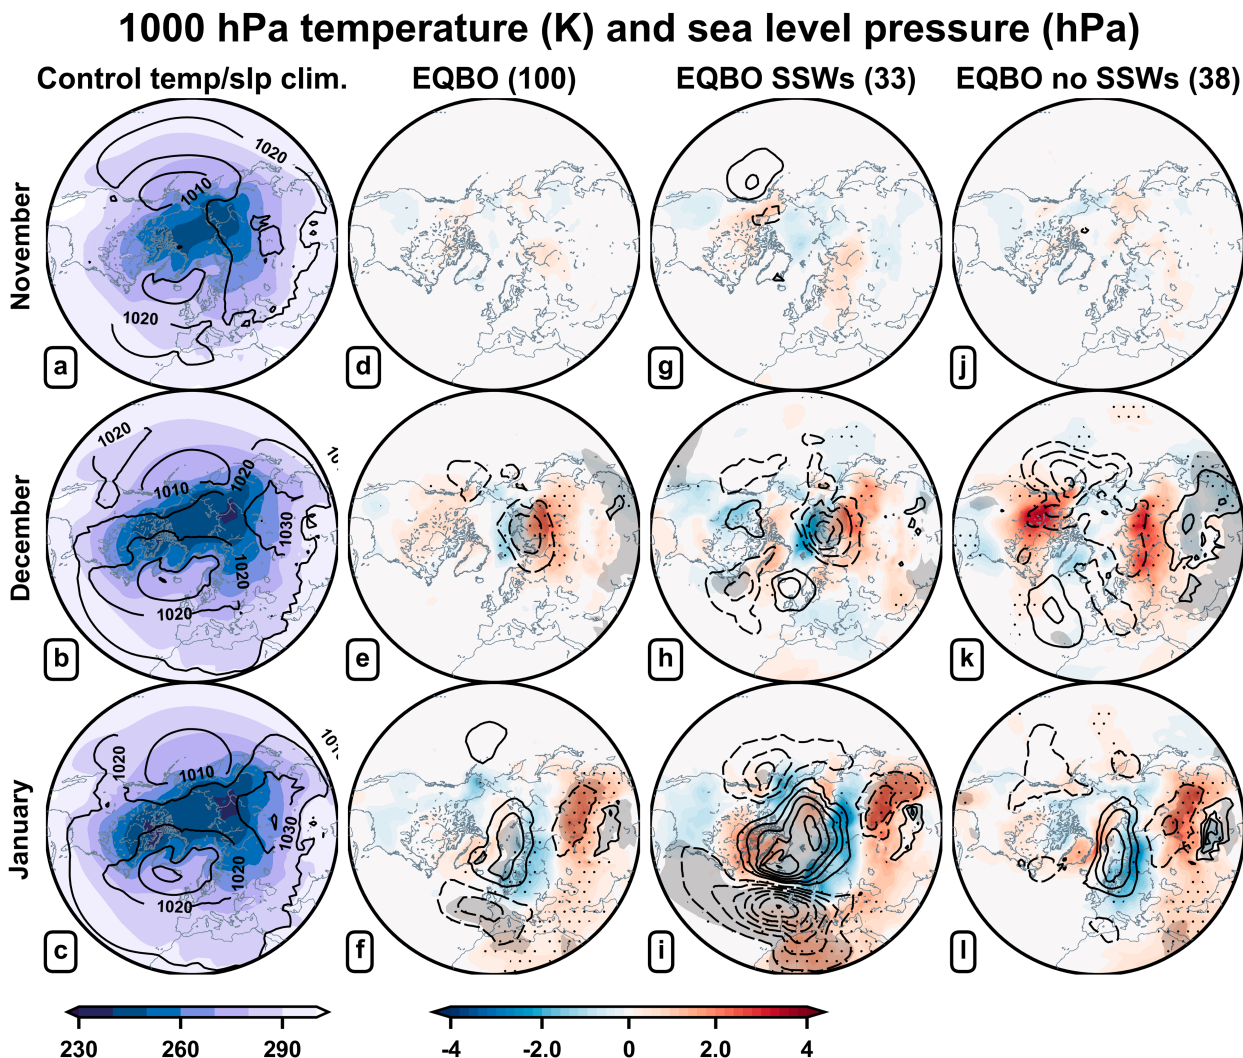 1000 hPa temperature (K) and sea level pressure (hPa)
Control temp/slp clim.
EQBO (100)
EQBO SSWs (33)
EQBO no SSWs (38)
November
1020
1010
1020
a
d
g
j
December
1020
1010
1020
1030
1020
1020
10
b
e
h
k
January
1020
1010
1010
1030
1020
1020
c
f
i
l
230 260 290
-4 -2.0 0 2.0 4